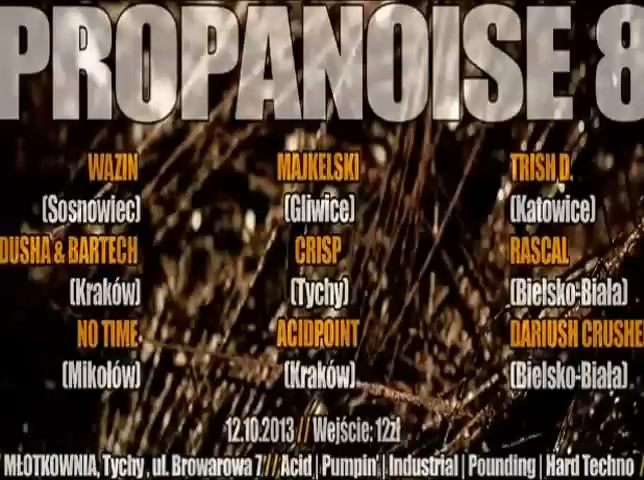 PROPANOISE 8
WAZIN MAJKELSKI TRISH D.
(Sosnowiec) (Gliwice) (Katowice)
DUSHA & BARTECH CRISP RASCAL
(Kraków) (Tychy) (Bielsko-Biała)
NO TIME ACIDPOINT DARIUSH CRUSHE
(Mikołów) (Kraków) (Bielsko-Biała)
12.10.2013 // Wejście: 12zł
MŁOTKOWNIA, Tychy , ul. Browarowa 7 // Acid | Pumpin' | Industrial | Pounding | Hard Techno /